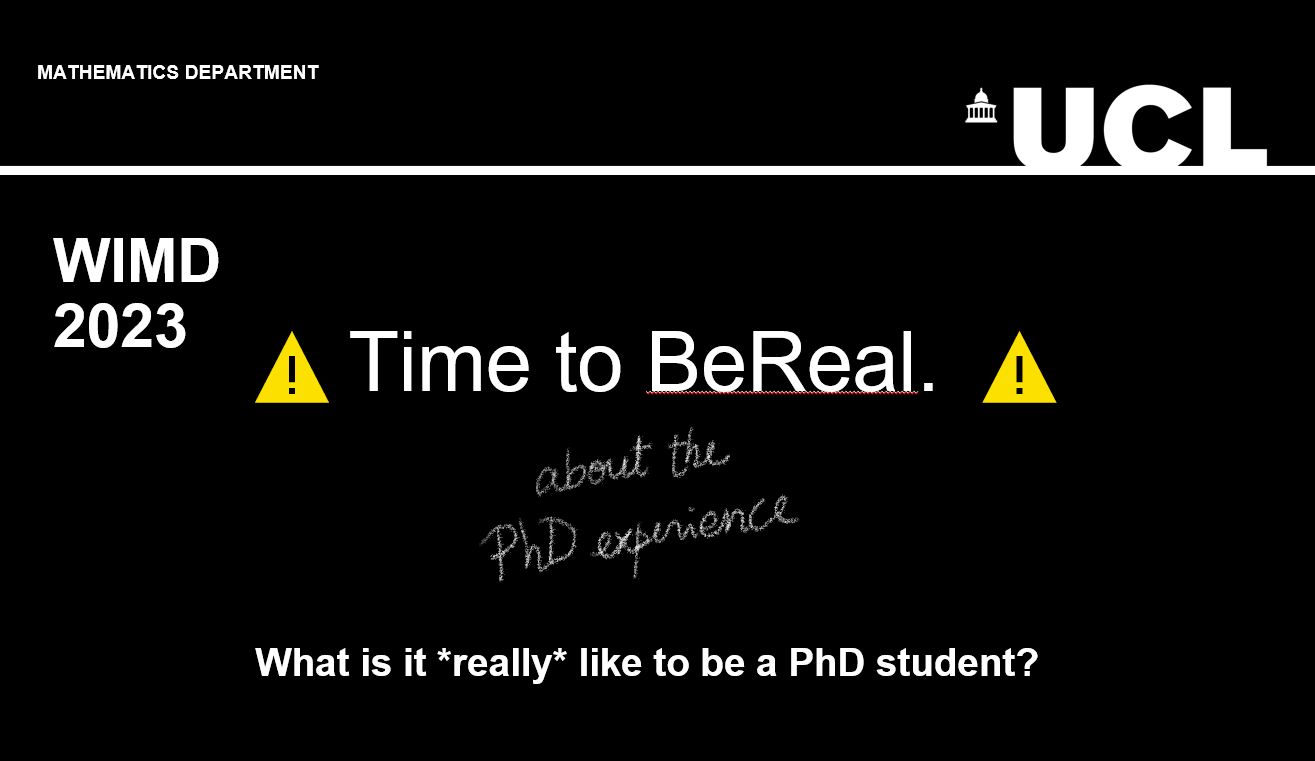 MATHEMATICS DEPARTMENT
UCL
WIMD
2023
Time to BeReal.
about the
PhD experience
What is it *really* like to be a PhD student?